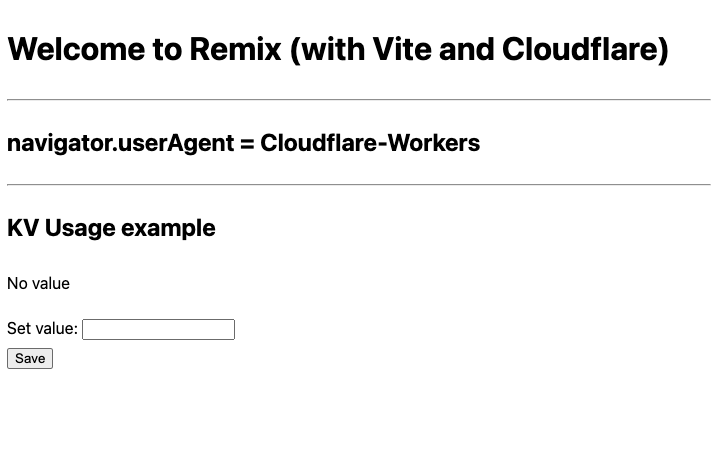 Welcome to Remix (with Vite and Cloudflare)
navigator.userAgent = Cloudflare-Workers
KV Usage example
No value
Set value:
Save